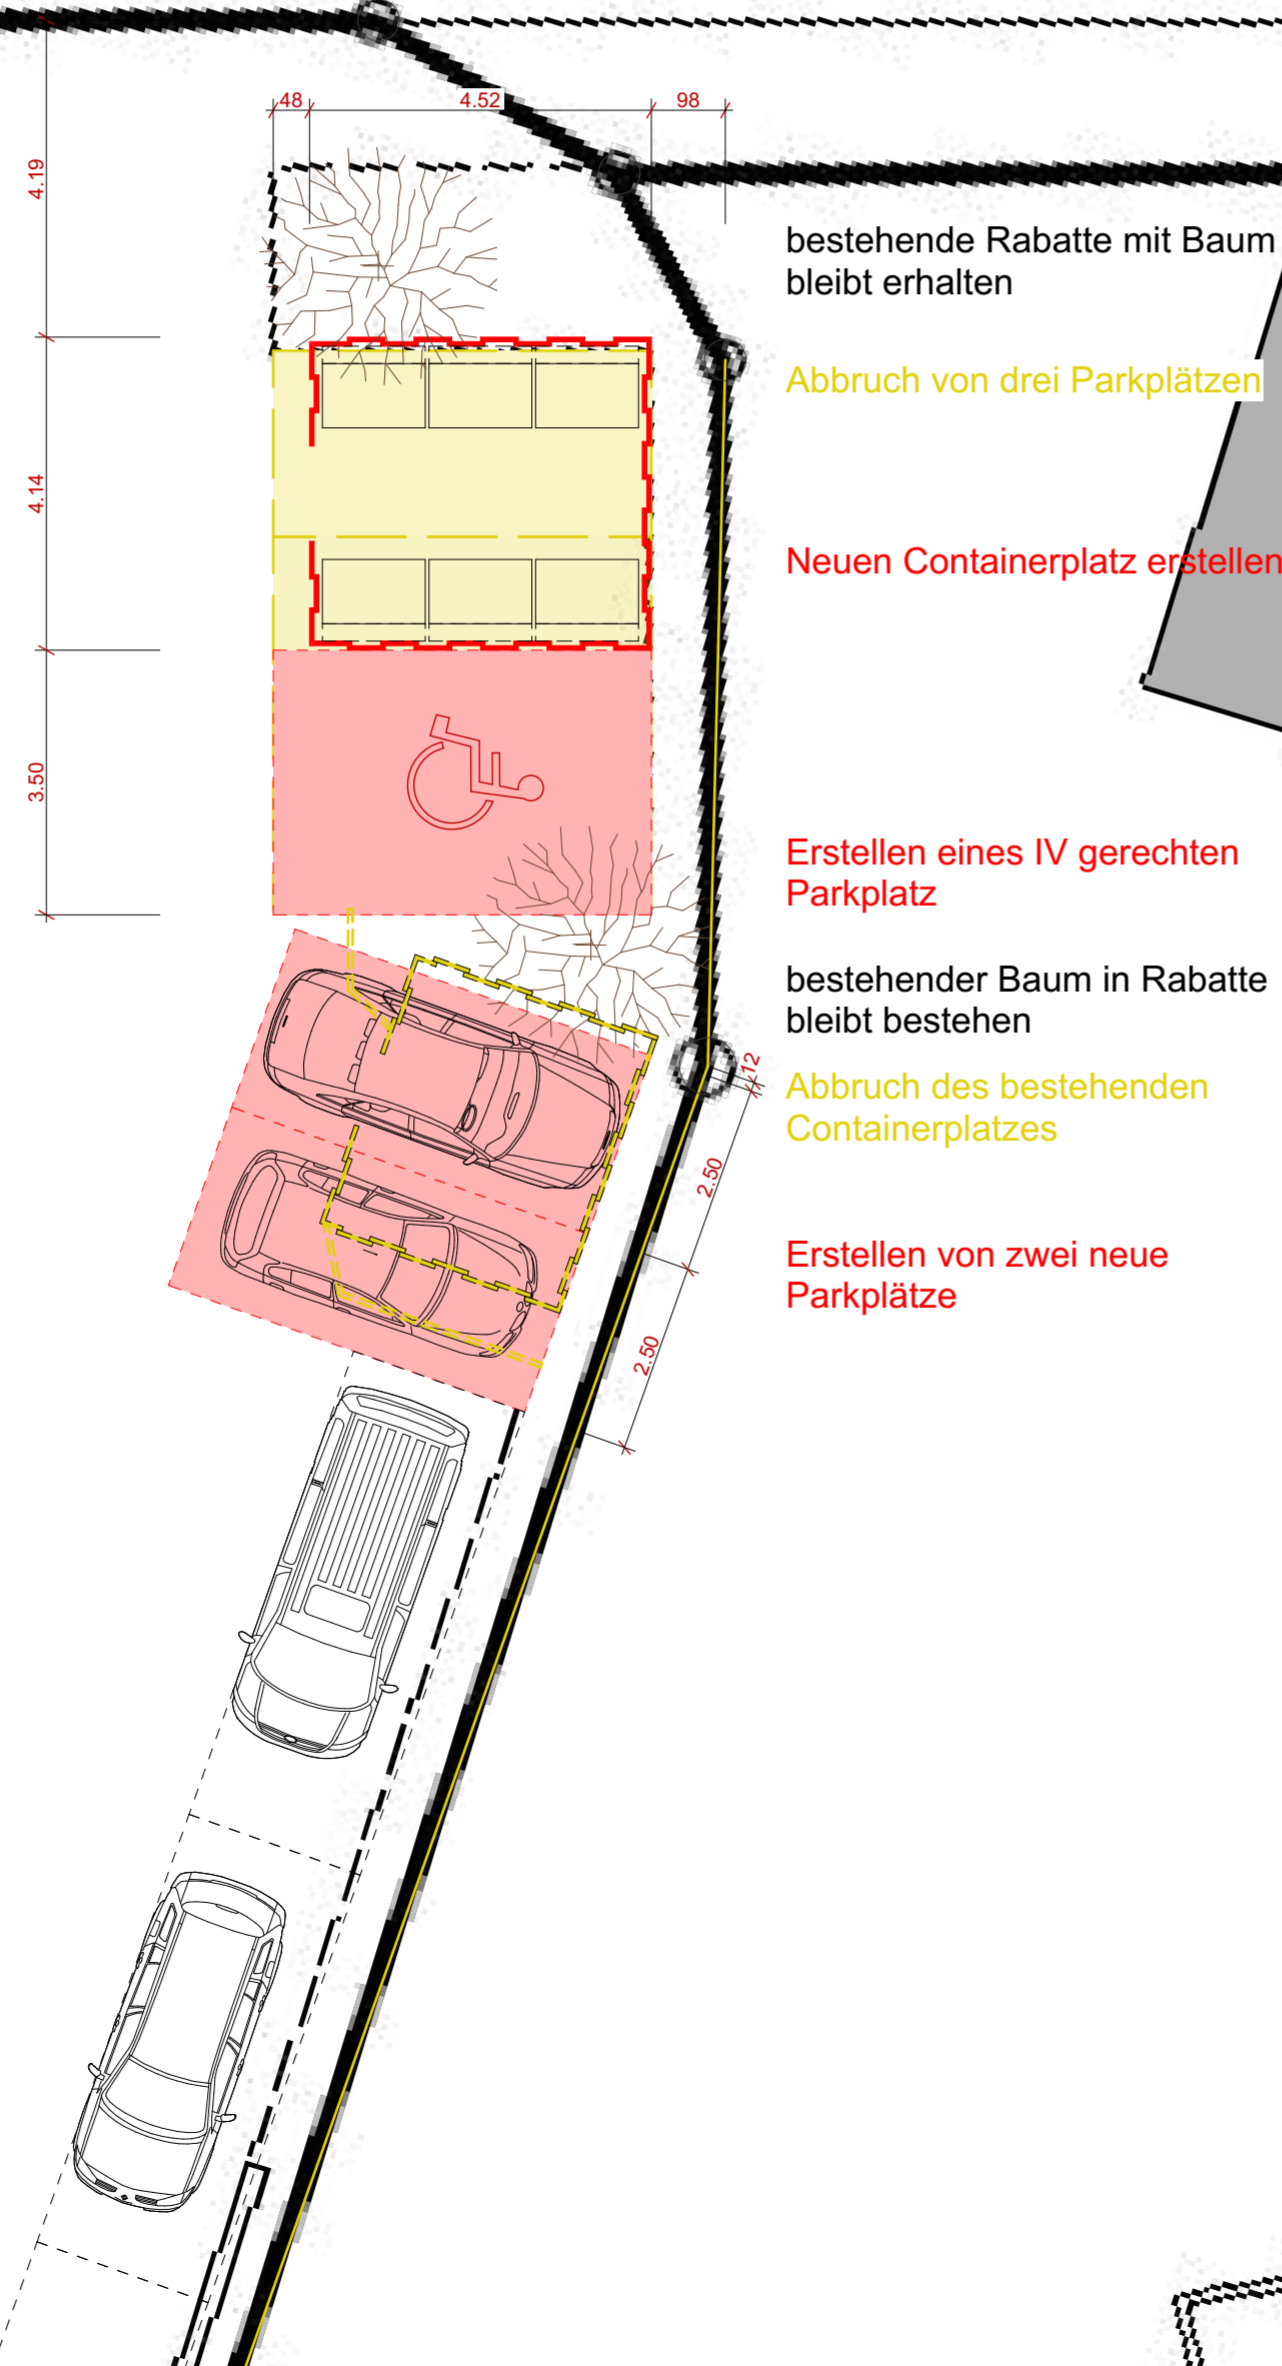 48
4.52
98
4.19
bestehende Rabatte mit Baum
bleibt erhalten
Abbruch von drei Parkplätzen
4.14
Neuen Containerplatz erstellen
3.50
Erstellen eines IV gerechten
Parkplatz
bestehender Baum in Rabatte
bleibt bestehen
12
Abbruch des bestehenden
Containerplatzes
2.50
Erstellen von zwei neue
Parkplätze
2.50